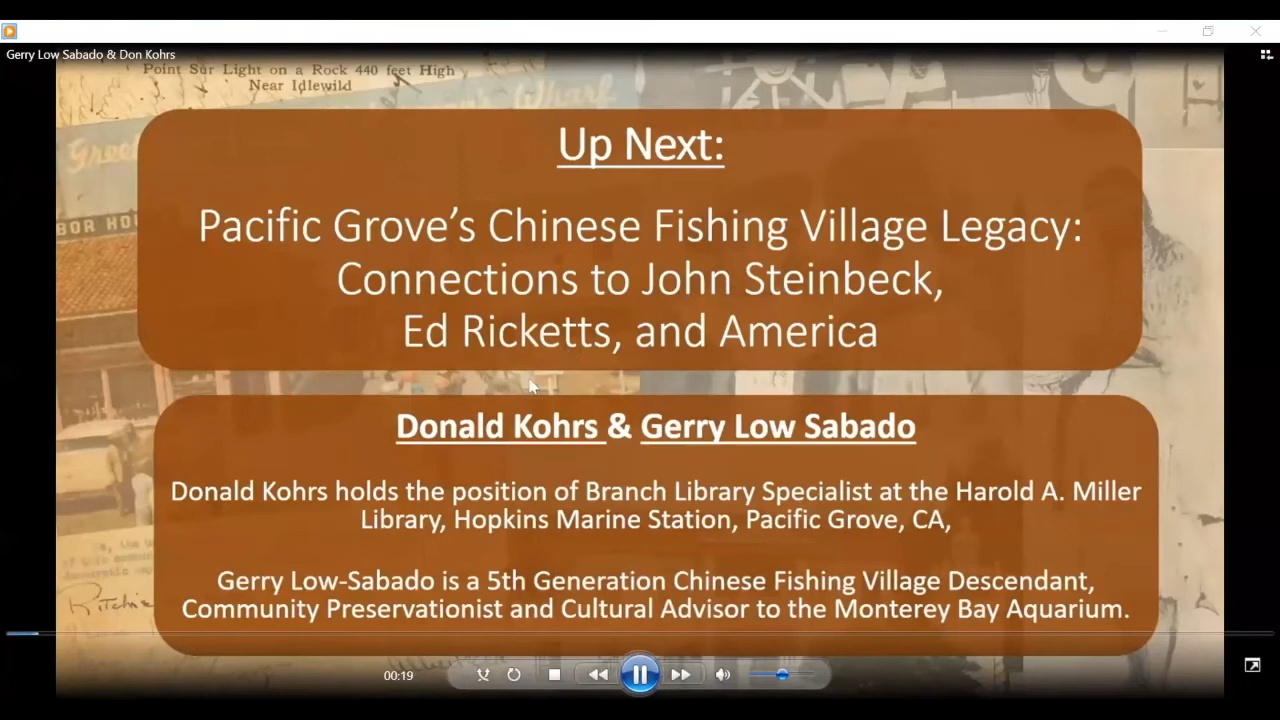 Gerry Low Sabado & Don Kohrs
Point Sur Light on a Rock 440 feet High
Near Idlewild
Wharf
Up Next:
Pacific Grove's Chinese Fishing Village Legacy:
Connections to John Steinbeck,
Ed Ricketts, and America
Donald Kohrs & Gerry Low Sabado
Donald Kohrs holds the position of Branch Library Specialist at the Harold A. Miller
Library, Hopkins Marine Station, Pacific Grove, CA,
Gerry Low-Sabado is a 5th Generation Chinese Fishing Village Descendant,
Community Preservationist and Cultural Advisor to the Monterey Bay Aquarium.
Ritchie
00:19